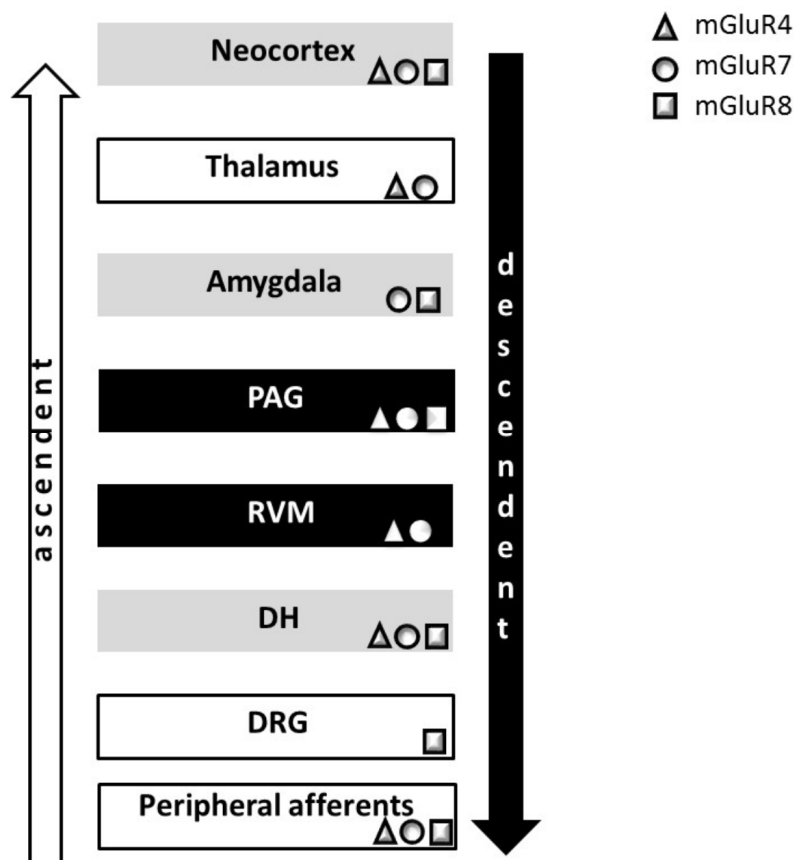 mGluR4
mGluR7
mGluR8
Neocortex
Thalamus
Amygdala
PAG
RVM
DH
DRG
Peripheral afferents
ascendent
descendent